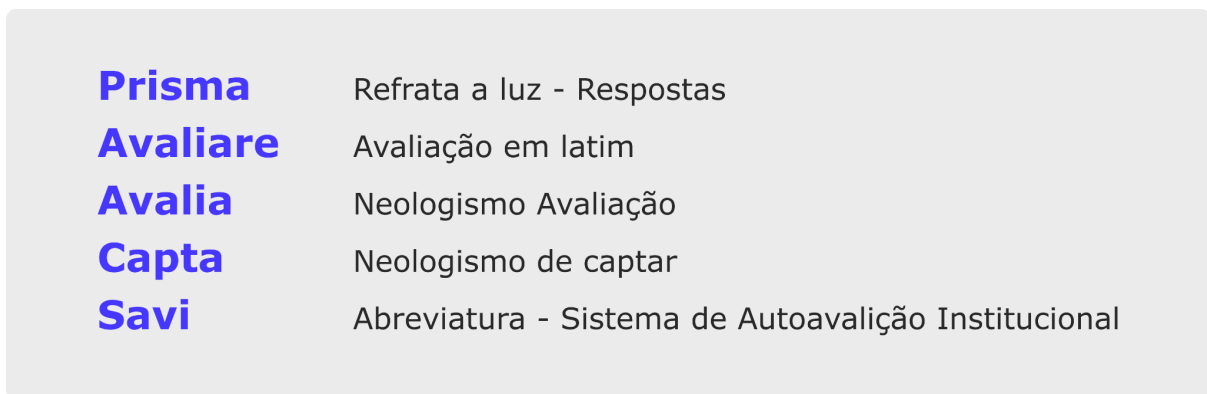 Prisma Refrata a luz - Respostas
Avaliare Avaliação em latim
Avalia Neologismo Avaliação
Capta Neologismo de captar
Savi Abreviatura - Sistema de Autoavalição Institucional